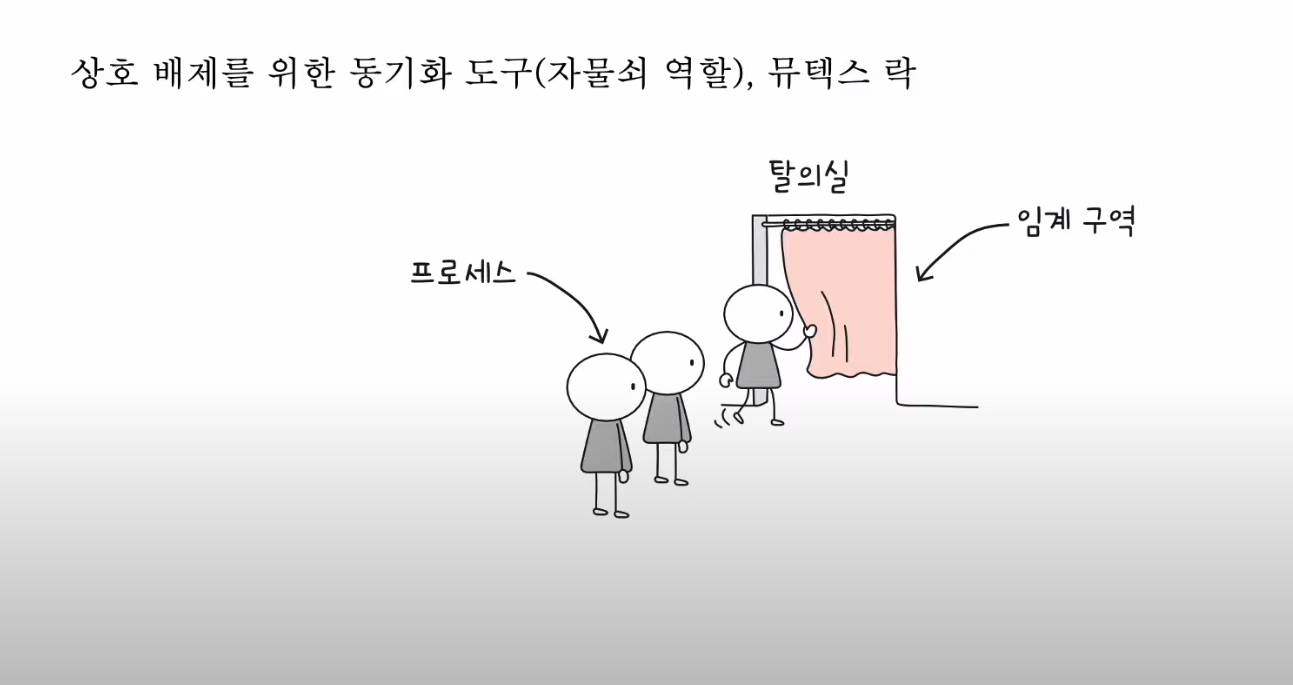 상호 배제를 위한 동기화 도구(자물쇠 역할), 뮤텍스 락
탈의실
임계 구역
프로세스